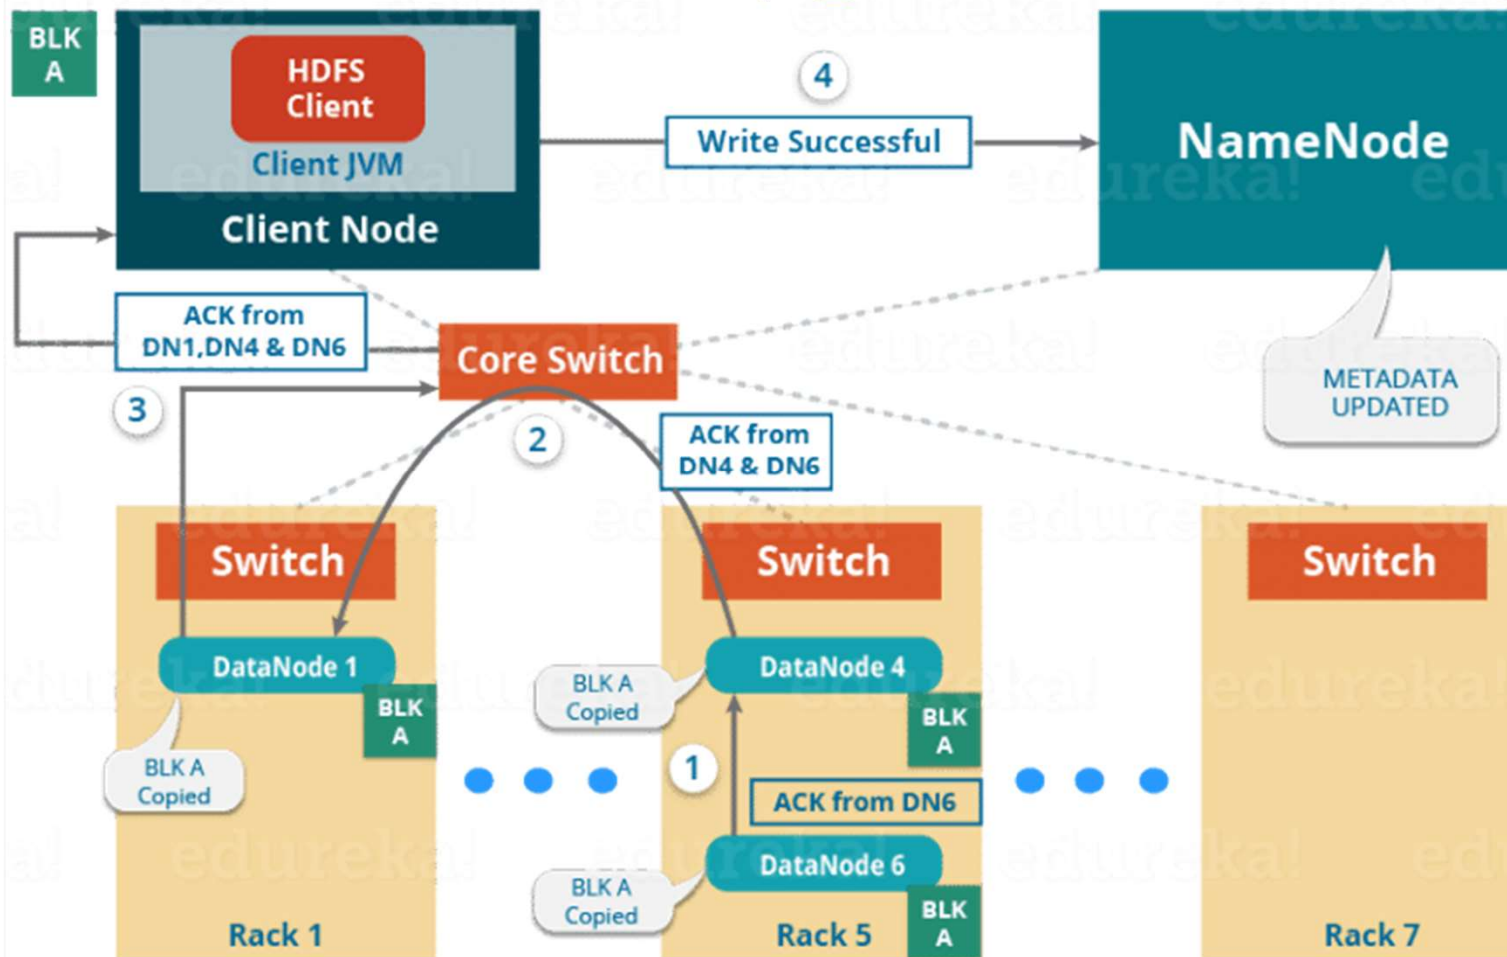 BLK
A
HDFS
Client
Client JVM
Client Node
4
Write Successful
NameNode
METADATA
UPDATED
ACK from
DN1,DN4 & DN6
Core Switch
3
2
ACK from
DN4 & DN6
Switch
DataNode 1
BLK
A
BLK A
Copied
Rack 1
Switch
DataNode 4
BLK A
Copied
BLK
A
1
ACK from DN6
DataNode 6
BLK A
Copied
BLK
A
Rack 5
Switch
Rack 7
edureka!